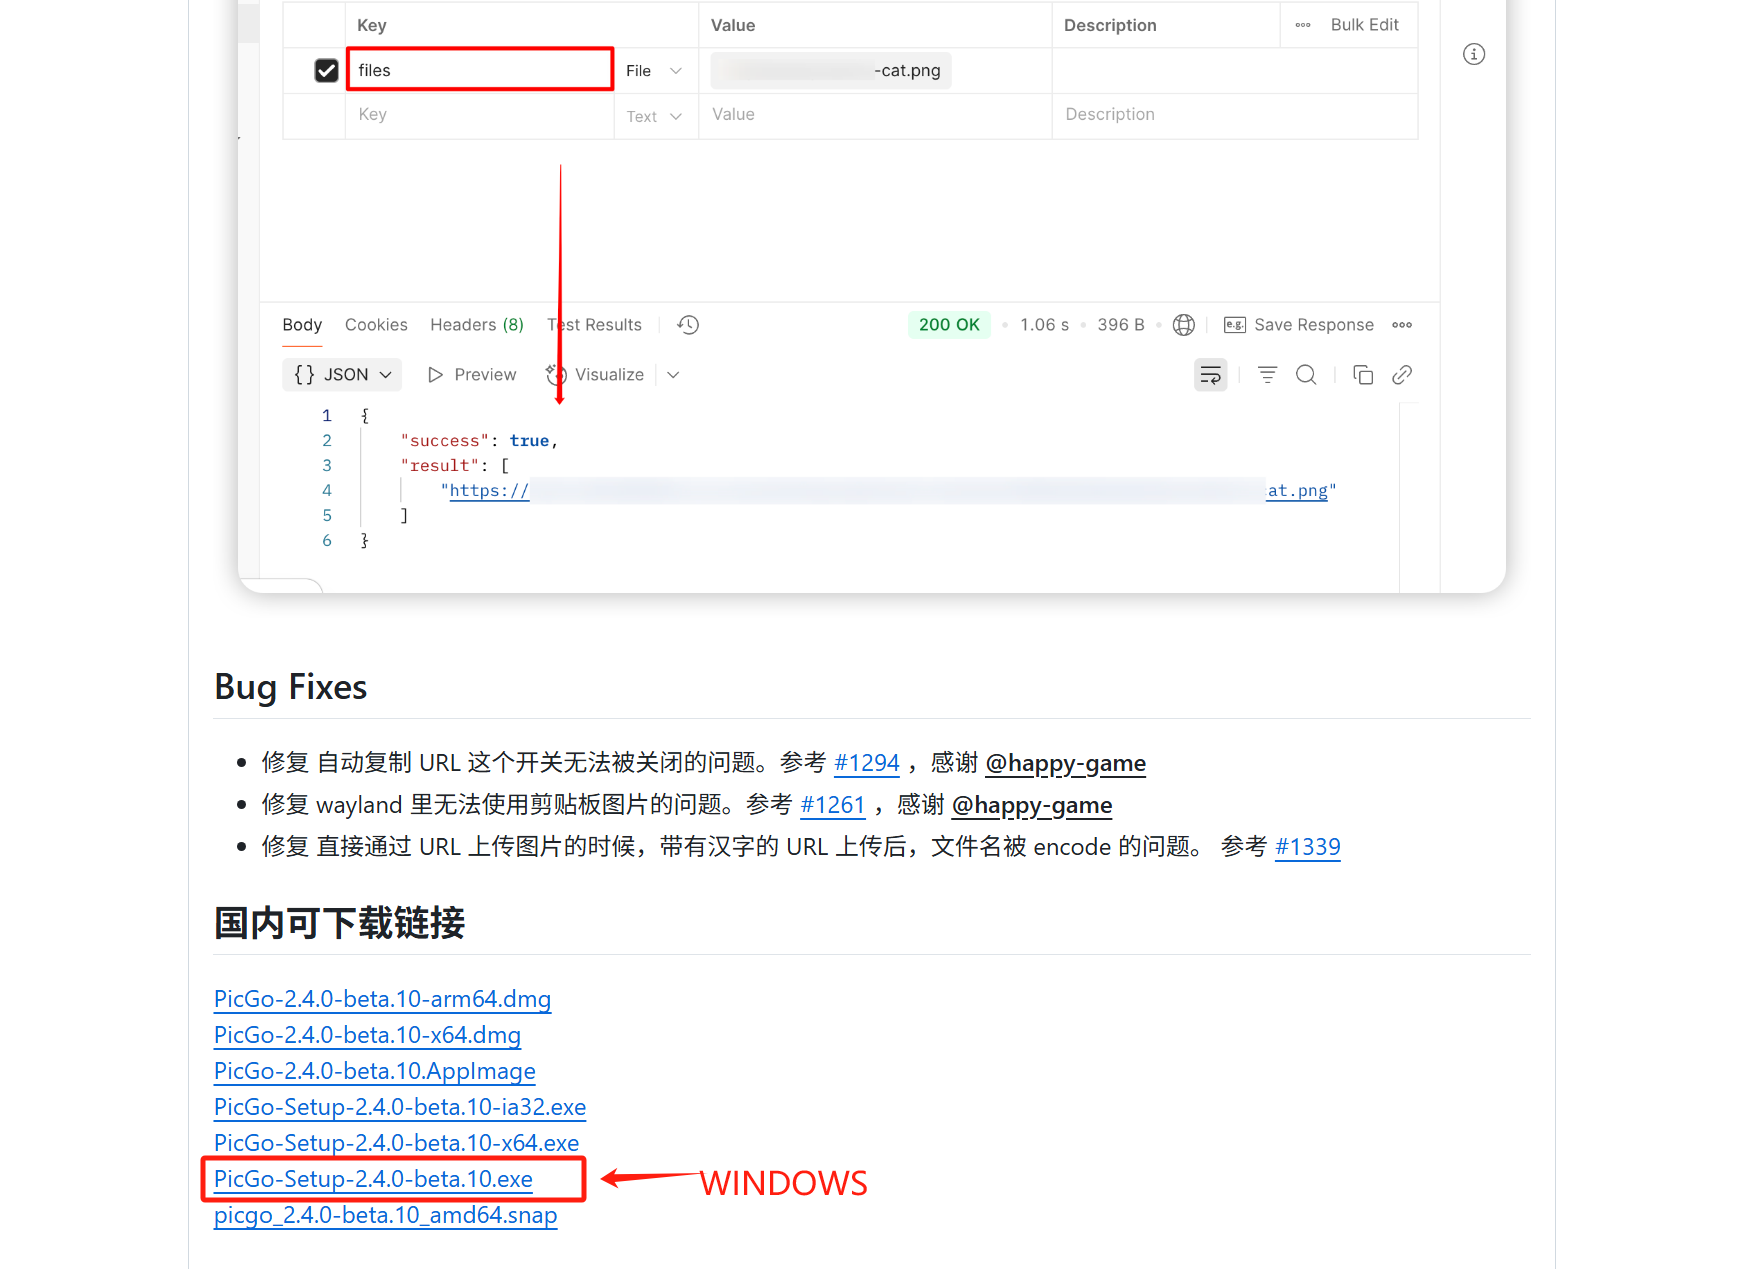 Key Value Description Bulk Edit
files File -cat.png
Key Text Value Description
Body Cookies Headers (8) Test Results 200 OK 1.06 s 396 B e.g. Save Response
{} JSON Preview Visualize
1 {
2 "success": true,
3 "result": [
4 "https:// at.png"
5 ]
6 }
Bug Fixes
修复 自动复制 URL 这个开关无法被关闭的问题。参考 #1294 ，感谢 @happy-game
修复 wayland 里无法使用剪贴板图片的问题。参考 #1261 ，感谢 @happy-game
修复 直接通过 URL 上传图片的时候，带有汉字的 URL 上传后，文件名被 encode 的问题。 参考 #1339
国内可下载链接
PicGo-2.4.0-beta.10-arm64.dmg
PicGo-2.4.0-beta.10-x64.dmg
PicGo-2.4.0-beta.10.AppImage
PicGo-Setup-2.4.0-beta.10-ia32.exe
PicGo-Setup-2.4.0-beta.10-x64.exe
PicGo-Setup-2.4.0-beta.10.exe WINDOWS
picgo_2.4.0-beta.10_amd64.snap